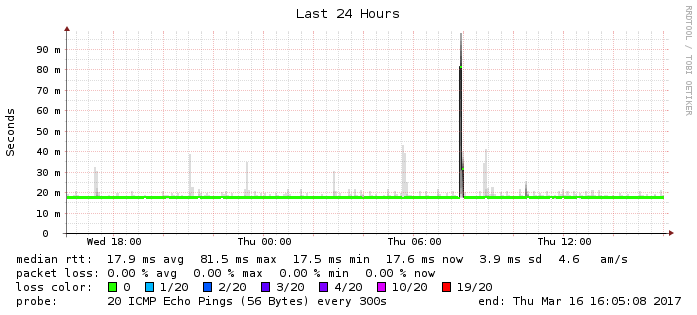 Last 24 Hours
RRDTOOL / TOBI OETIKER
Seconds
90 m
80 m
70 m
60 m
50 m
40 m
30 m
20 m
10 m
0
Wed 18:00 Thu 00:00 Thu 06:00 Thu 12:00
median rtt: 17.9 ms avg 81.5 ms max 17.5 ms min 17.6 ms now 3.9 ms sd 4.6 am/s
packet loss: 0.00 % avg 0.00 % max 0.00 % min 0.00 % now
loss color: 0 1/20 2/20 3/20 4/20 10/20 19/20
probe: 20 ICMP Echo Pings (56 Bytes) every 300s end: Thu Mar 16 16:05:08 2017